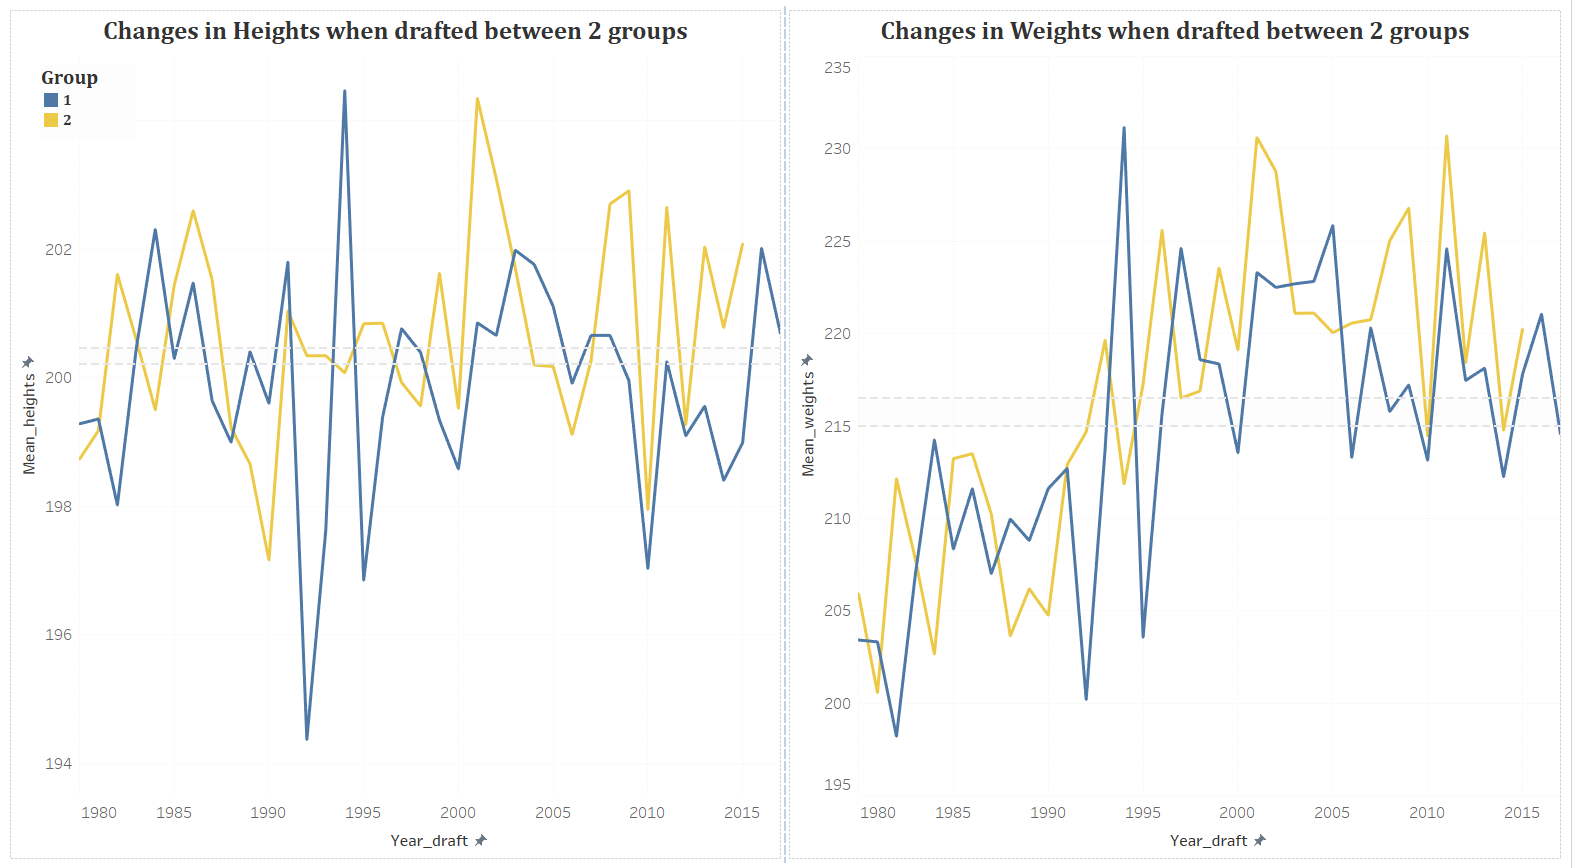 Changes in Heights when drafted between 2 groups
Group
1
2
Mean_heights
202
200
198
196
194
1980 1985 1990 1995 2000 2005 2010 2015
Year_draft
Changes in Weights when drafted between 2 groups
Mean_weights
235
230
225
220
215
210
205
200
195
1980 1985 1990 1995 2000 2005 2010 2015
Year_draft